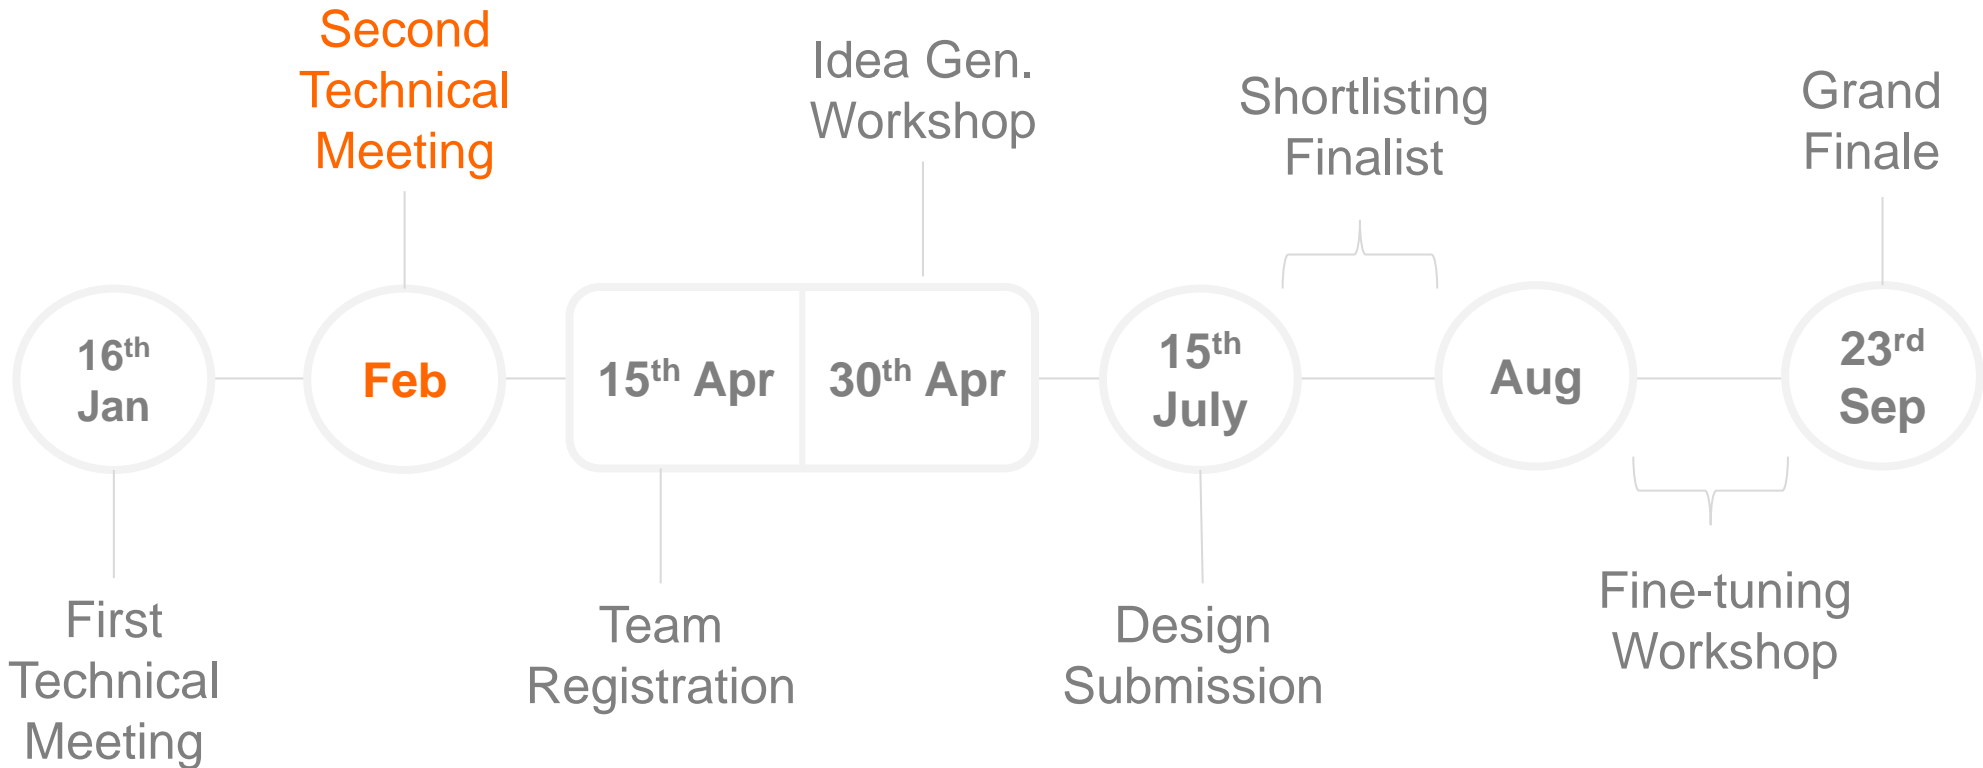 Second
Technical
Meeting
Idea Gen.
Workshop
Shortlisting
Finalist
Grand
Finale
16th
Jan
Feb
15th Apr
30th Apr
15th
July
Aug
23rd
Sep
First
Technical
Meeting
Team
Registration
Design
Submission
Fine-tuning
Workshop